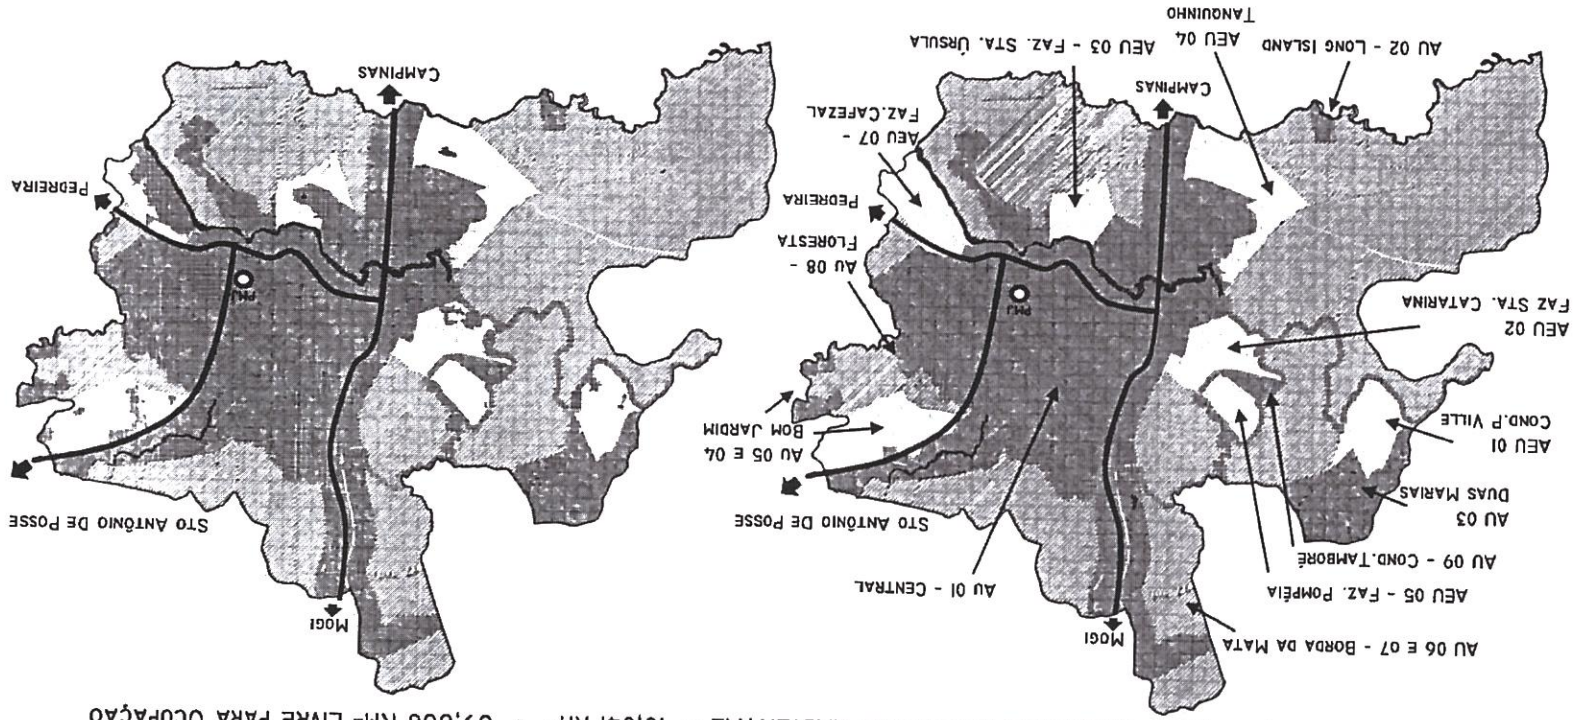 LIVRE PARA OCUPAÇÃO
AU 06 E 07 - BORDA DA MATA
MOGI
AEU 05 - FAZ. POMPÉIA
AU 01 - CENTRAL
AU 09 - COND.TAMBORÉ
AU 03
DUAS MARIAS
STO ANTÔNIO DE POSSE
AEU 01
COND.P VILLE
AU 05 E 04
BOM JARDIM
AEU 02
FAZ STA. CATARINA
PMJ
AU 08 -
FLORESTA
PEDREIRA
AEU 07 -
FAZ.CAFEZAL
CAMPINAS
AU 02 - LONG ISLAND
AEU 04
TANQUINHO
AEU 03 - FAZ. STA. ÚRSULA
MOGI
STO ANTÔNIO DE POSSE
PMJ
PEDREIRA
CAMPINAS